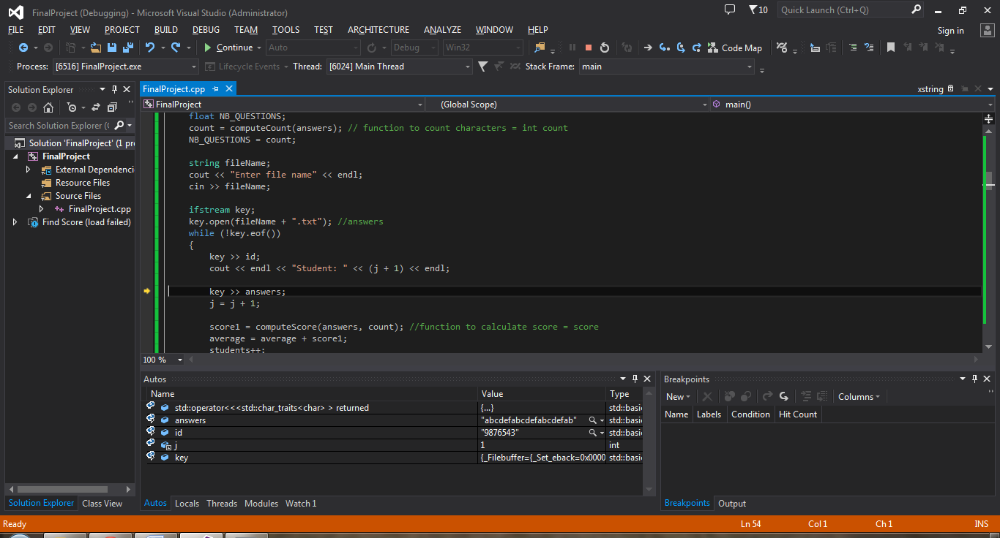 FinalProject (Debugging) - Microsoft Visual Studio (Administrator)
10
Quick Launch (Ctrl+Q)
FILE EDIT VIEW PROJECT BUILD DEBUG TEAM TOOLS TEST ARCHITECTURE ANALYZE WINDOW HELP
Sign in
Continue Auto Debug Win32 Code Map
Process: [6516] FinalProject.exe Lifecycle Events Thread: [6024] Main Thread Stack Frame: main
Solution Explorer
Search Solution Explorer (
Solution 'FinalProject' (1 pr
FinalProject
External Dependenci
Resource Files
Source Files
FinalProject.cpp
Find Score (load failed)
Solution Explorer Class View
FinalProject.cpp
xstring
FinalProject (Global Scope) main()
float NB_QUESTIONS;
count = computeCount(answers); // function to count characters = int count
NB_QUESTIONS = count;
string fileName;
cout << "Enter file name" << endl;
cin >> fileName;
ifstream key;
key.open(fileName + ".txt"); //answers
while (!key.eof())
{
key >> id;
cout << endl << "Student: " << (j + 1) << endl;
key >> answers;
j = j + 1;
score1 = computeScore(answers, count); //function to calculate score = score
average = average + score1;
students++;
100 %
Autos
Name Value Type
std::operator<<<std::char_traits<char> > returned {...} std::basic
answers "abcdefabcdefabcdefab" std::basic
id "9876543" std::basic
j 1 int
key {_Filebuffer={_Set_eback=0x0000 std::basic
Autos Locals Threads Modules Watch 1
Breakpoints
New Columns
Name Labels Condition Hit Count
Breakpoints Output
Ready Ln 54 Col 1 Ch 1 INS